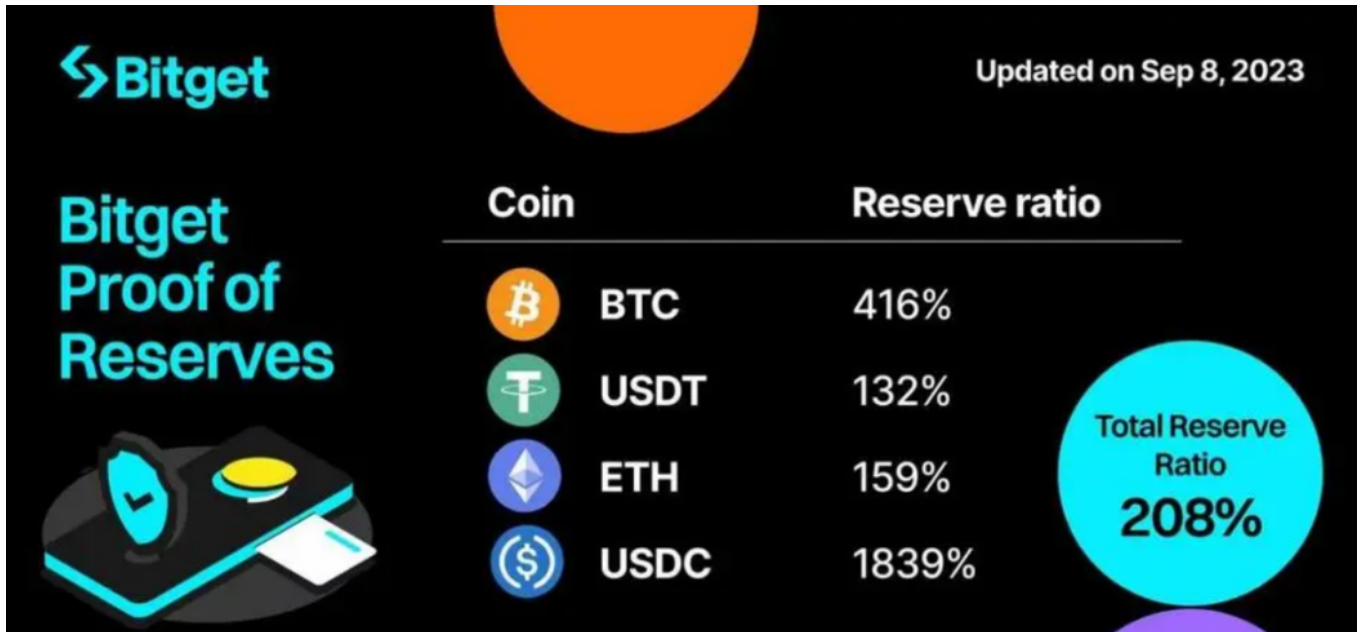 Bitget
Updated on Sep 8, 2023
Bitget
Proof of
Reserves
Coin Reserve ratio
BTC 416%
USDT 132%
ETH 159%
USDC 1839%
Total Reserve
Ratio
208%